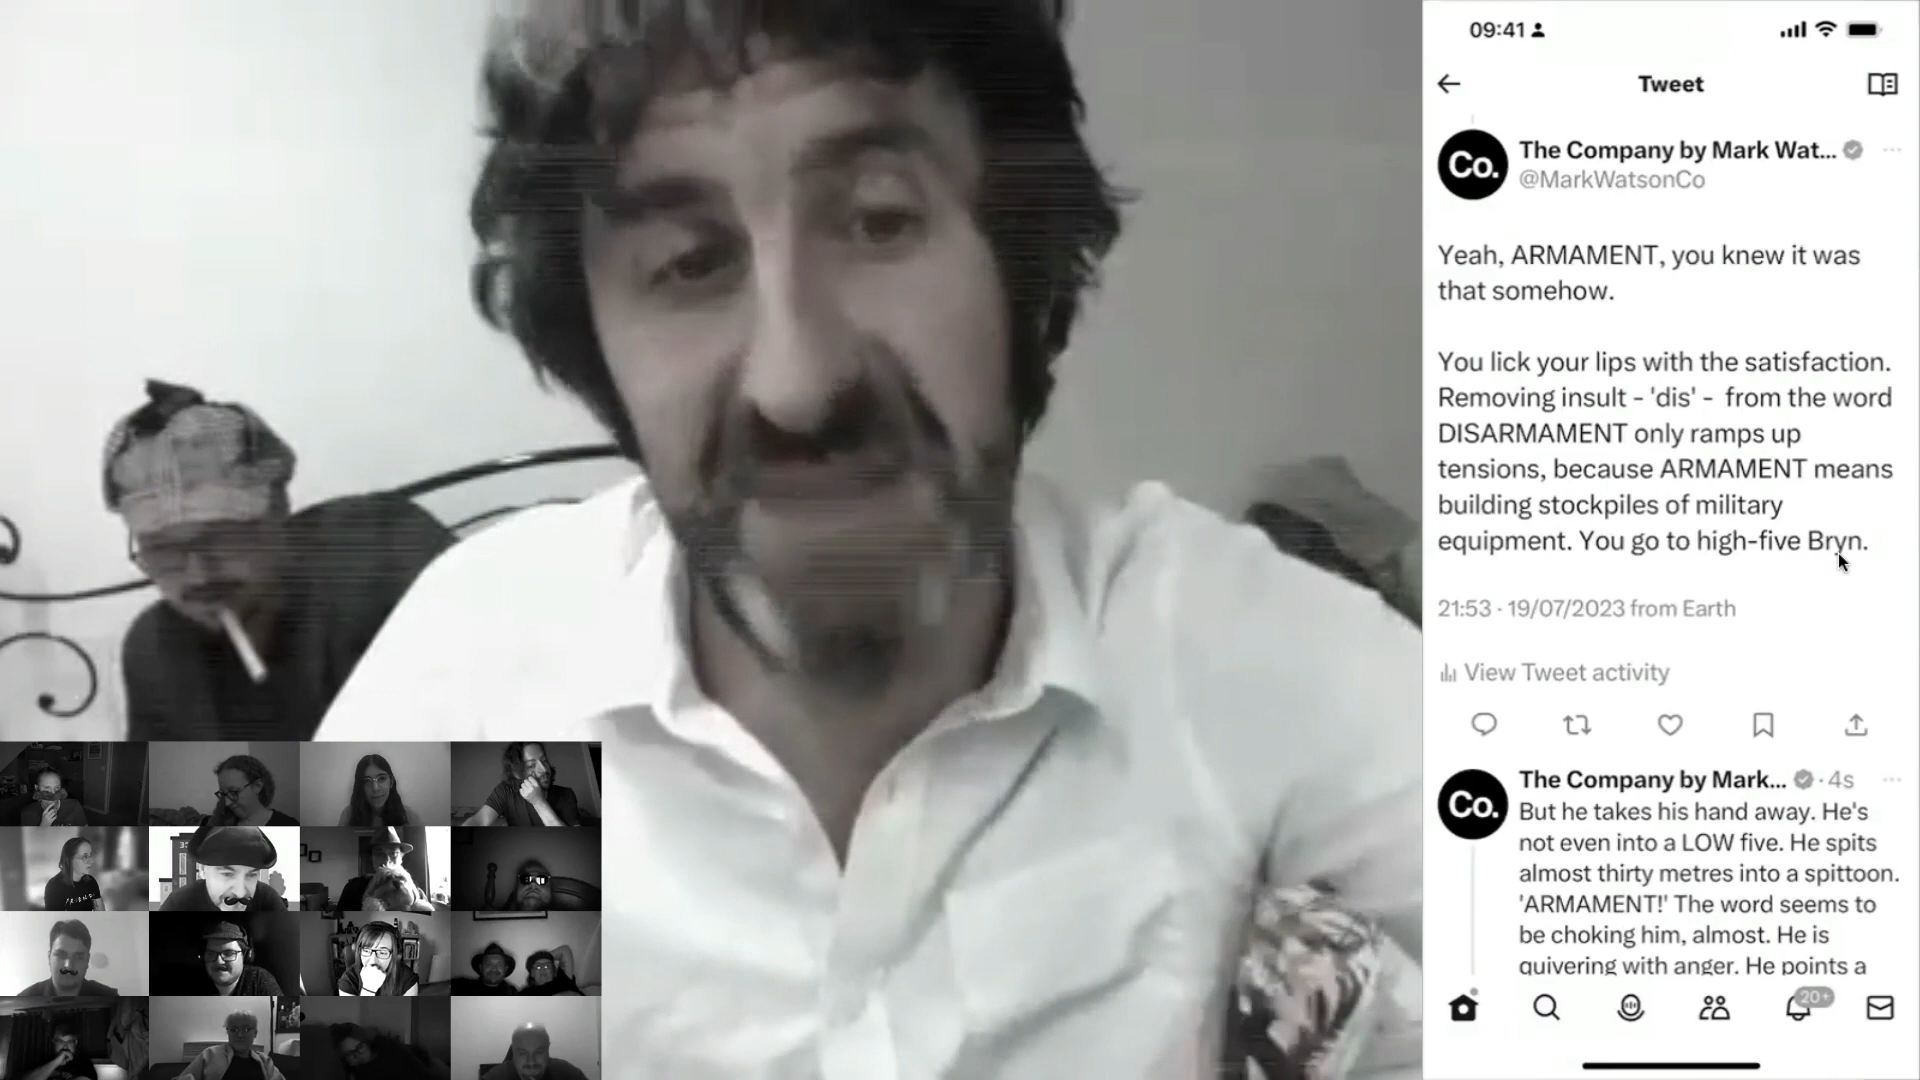 09:41
Tweet
Co.
The Company by Mark Wat...
@MarkWatsonCo
Yeah, ARMAMENT, you knew it was
that somehow.
You lick your lips with the satisfaction.
Removing insult - 'dis' - from the word
DISARMAMENT only ramps up
tensions, because ARMAMENT means
building stockpiles of military
equipment. You go to high-five Bryn.
21:53 · 19/07/2023 from Earth
View Tweet activity
Co.
The Company by Mark... · 4s
But he takes his hand away. He's
not even into a LOW five. He spits
almost thirty metres into a spittoon.
'ARMAMENT!' The word seems to
be choking him, almost. He is
quivering with anger. He points a
20+